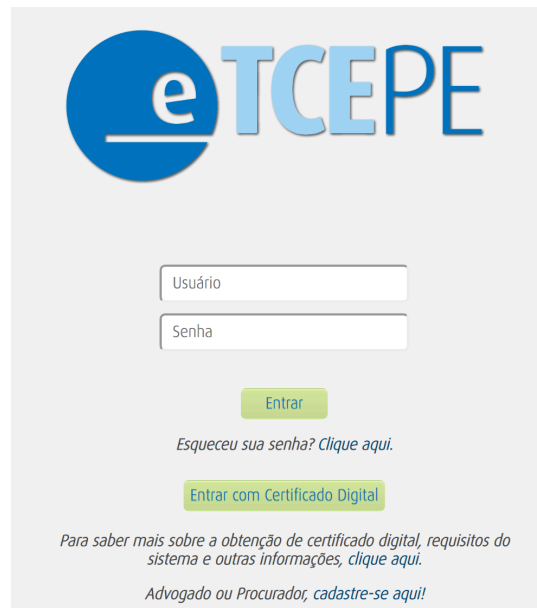 eTCEPE
Usuário
Senha
Entrar
Esqueceu sua senha? Clique aqui.
Entrar com Certificado Digital
Para saber mais sobre a obtenção de certificado digital, requisitos do
sistema e outras informações, clique aqui.
Advogado ou Procurador, cadastre-se aqui!